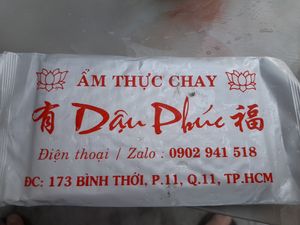 ẨM THỰC CHAY
有 Dậu Phúc 福
Điện thoại / Zalo : 0902 941 518
ĐC: 173 BÌNH THỚI, P.11, Q.11, TP.HCM